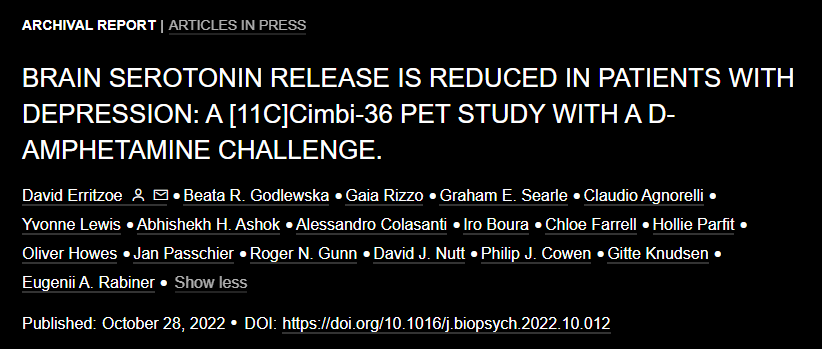 ARCHIVAL REPORT | ARTICLES IN PRESS
BRAIN SEROTONIN RELEASE IS REDUCED IN PATIENTS WITH
DEPRESSION: A [11C]Cimbi-36 PET STUDY WITH A D-
AMPHETAMINE CHALLENGE.
David Erritzoe • Beata R. Godlewska • Gaia Rizzo • Graham E. Searle • Claudio Agnorelli •
Yvonne Lewis • Abhishekh H. Ashok • Alessandro Colasanti • Iro Boura • Chloe Farrell • Hollie Parfit •
Oliver Howes • Jan Passchier • Roger N. Gunn • David J. Nutt • Philip J. Cowen • Gitte Knudsen •
Eugenii A. Rabiner • Show less
Published: October 28, 2022 • DOI: https://doi.org/10.1016/j.biopsych.2022.10.012